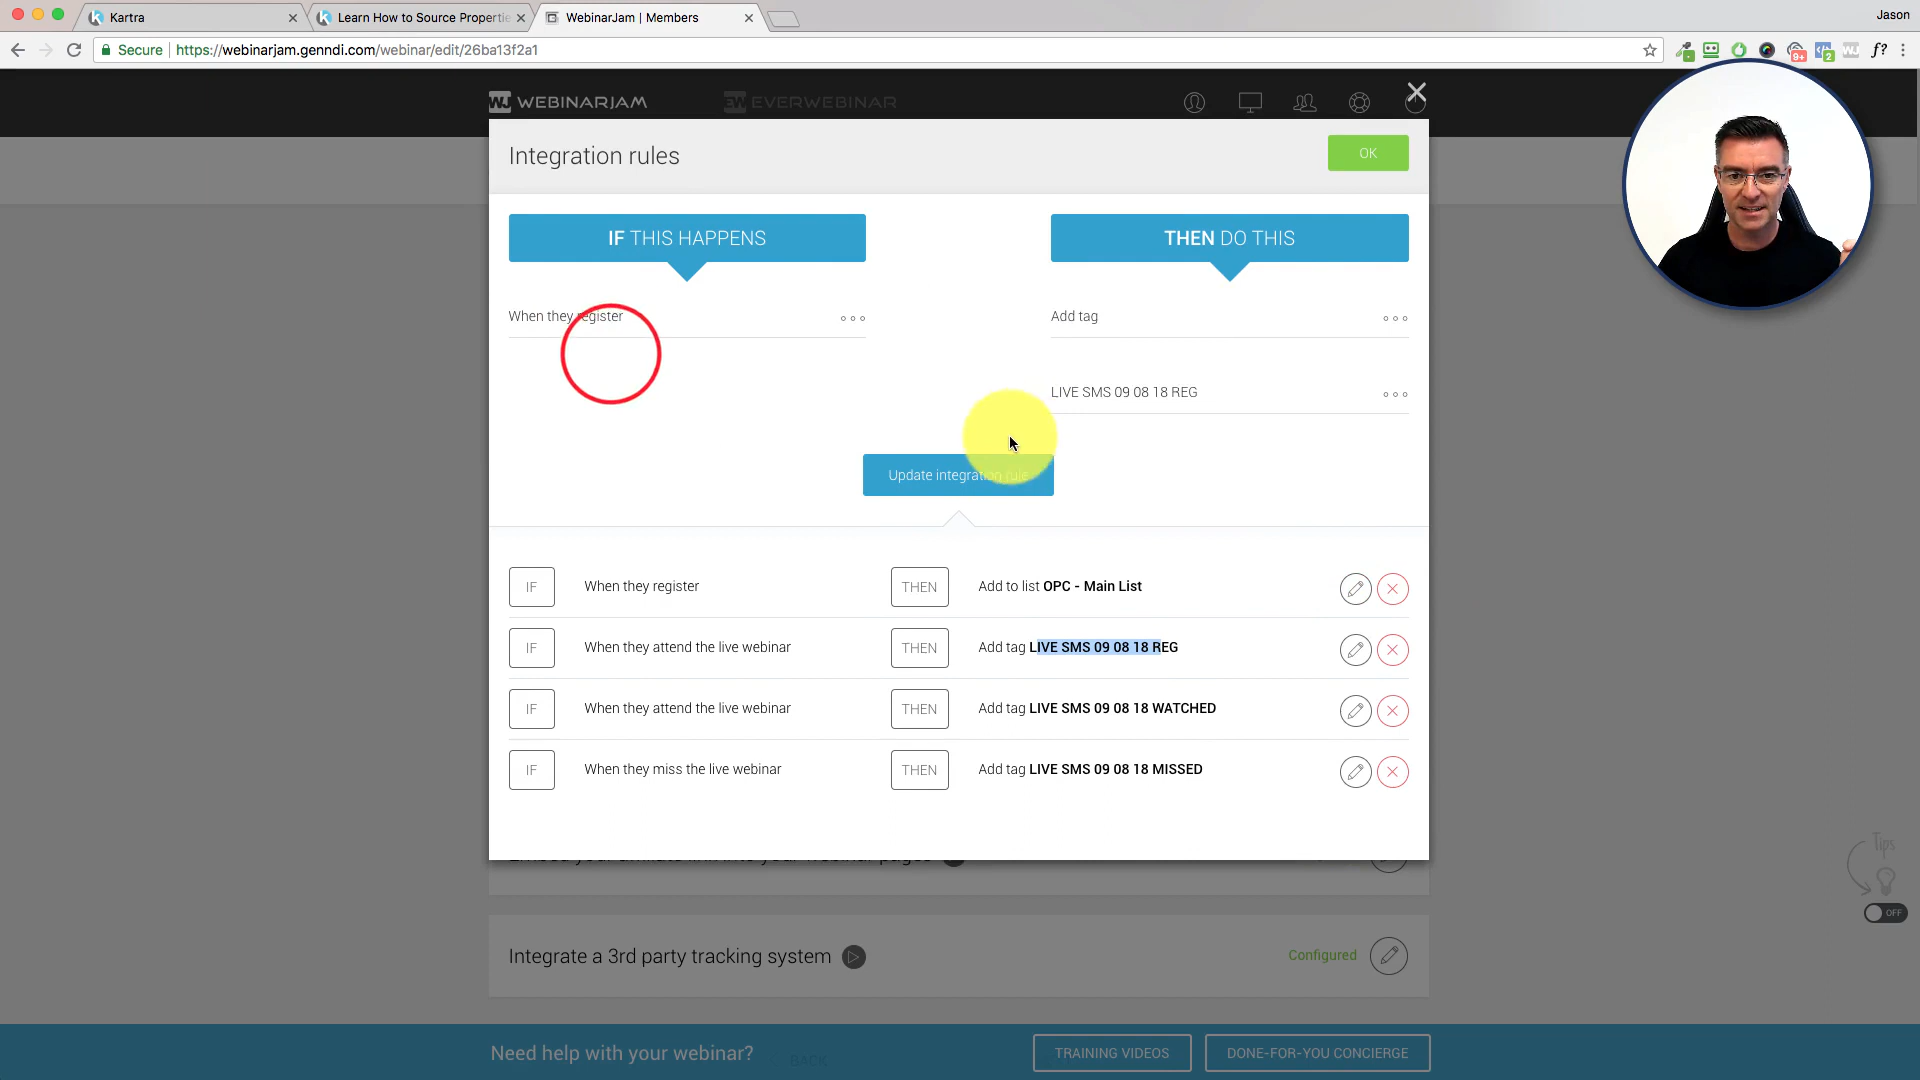 Kartra
Learn How to Source Propertie
WebinarJam | Members
Jason
Secure
https://webinarjam.genndi.com/webinar/edit/26ba13f2a1
9+
2
f?
WEBINARJAM
EVERWEBINAR
Integration rules
OK
IF THIS HAPPENS
THEN DO THIS
When they register
Add tag
LIVE SMS 09 08 18 REG
Update integration rule
IF
When they register
THEN
Add to list OPC - Main List
IF
When they attend the live webinar
THEN
Add tag LIVE SMS 09 08 18 REG
IF
When they attend the live webinar
THEN
Add tag LIVE SMS 09 08 18 WATCHED
IF
When they miss the live webinar
THEN
Add tag LIVE SMS 09 08 18 MISSED
Tips
OFF
Integrate a 3rd party tracking system
Configured
Need help with your webinar?
BACK
TRAINING VIDEOS
DONE-FOR-YOU CONCIERGE